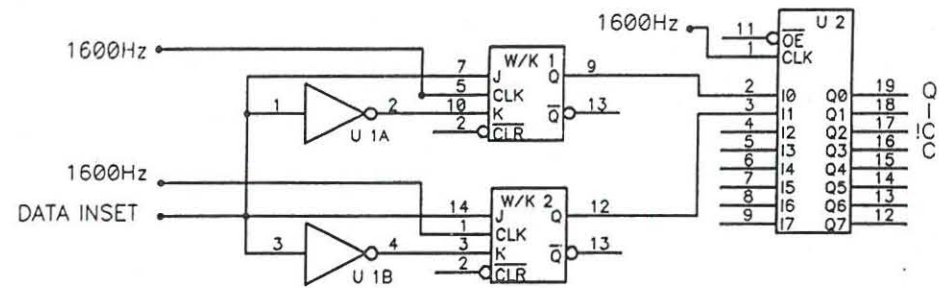 1600Hz
1600Hz
11 OE U 2
1 CLK
W/K 1
7 J Q 9
5 CLK
10 K Q 13
2 CLR
1 2
U 1A
2 I0 Q0 19 Q
3 I1 Q1 18 I
4 I2 Q2 17 !C
5 I3 Q3 16 C
6 I4 Q4 15
7 I5 Q5 14
8 I6 Q6 13
9 I7 Q7 12
1600Hz
DATA INSET
W/K 2
14 J Q 12
1 CLK
3 K Q 13
2 CLR
3 4
U 1B